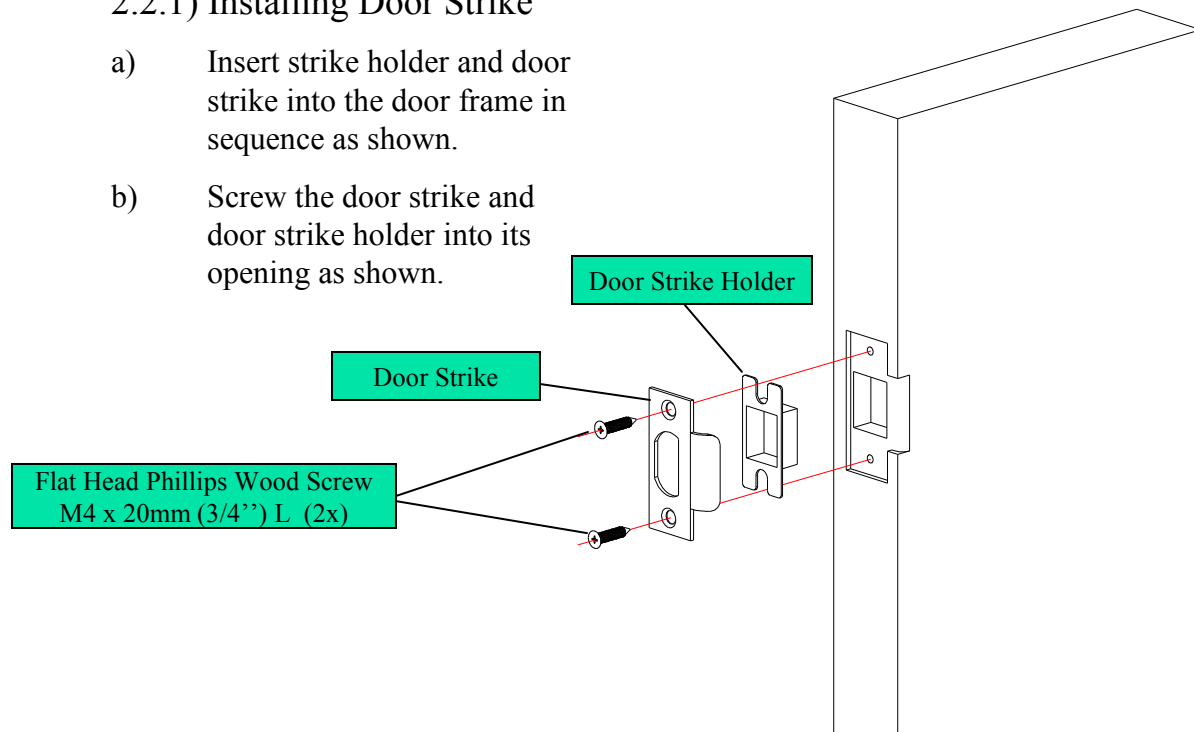 2.2.1) Installing Door Strike
a) Insert strike holder and door
strike into the door frame in
sequence as shown.
b) Screw the door strike and
door strike holder into its
opening as shown.
Door Strike Holder
Door Strike
Flat Head Phillips Wood Screw
M4 x 20mm (3/4’’) L (2x)